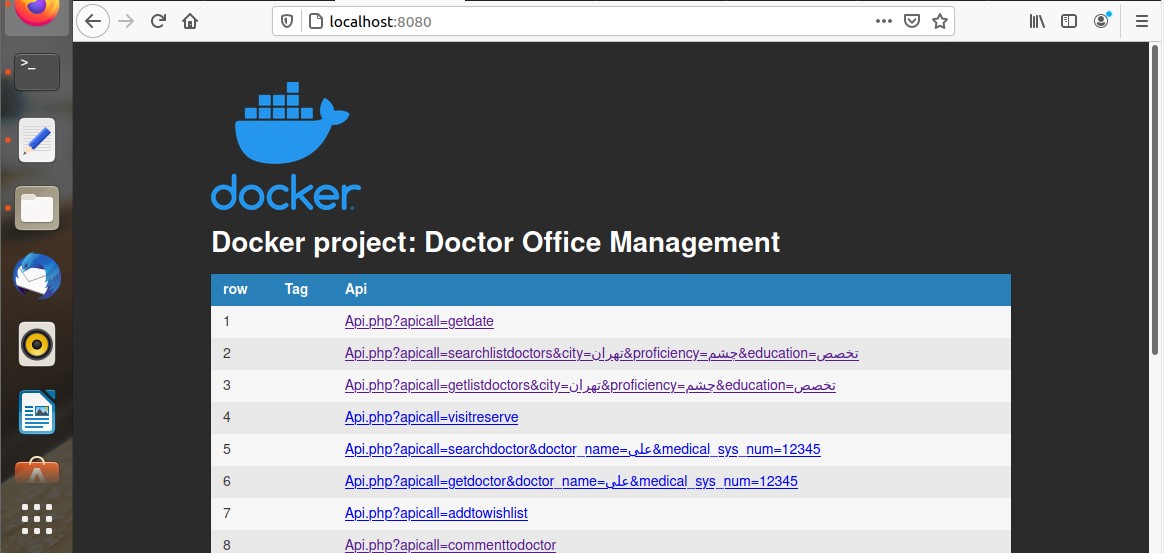 localhost:8080
>_
docker
Docker project: Doctor Office Management
row Tag Api
1 Api.php?apicall=getdate
2 Api.php?apicall=searchlistdoctors&city=تهران&proficiency=چشم&education=تخصص
3 Api.php?apicall=getlistdoctors&city=تهران&proficiency=چشم&education=تخصص
4 Api.php?apicall=visitreserve
5 Api.php?apicall=searchdoctor&doctor_name=علی&medical_sys_num=12345
6 Api.php?apicall=getdoctor&doctor_name=علی&medical_sys_num=12345
7 Api.php?apicall=addtowishlist
8 Api.php?apicall=commenttodoctor